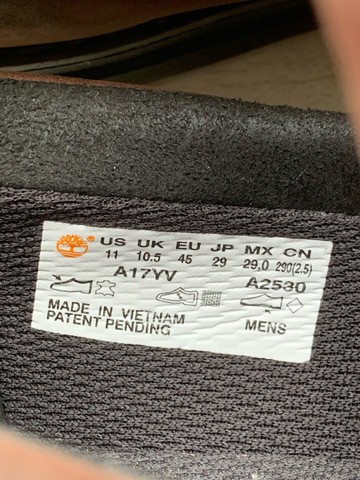 US UK EU JP MX CN
11 10.5 45 29 29.0 290(2.5)
A17YV A2530
MADE IN VIETNAM
PATENT PENDING
MENS